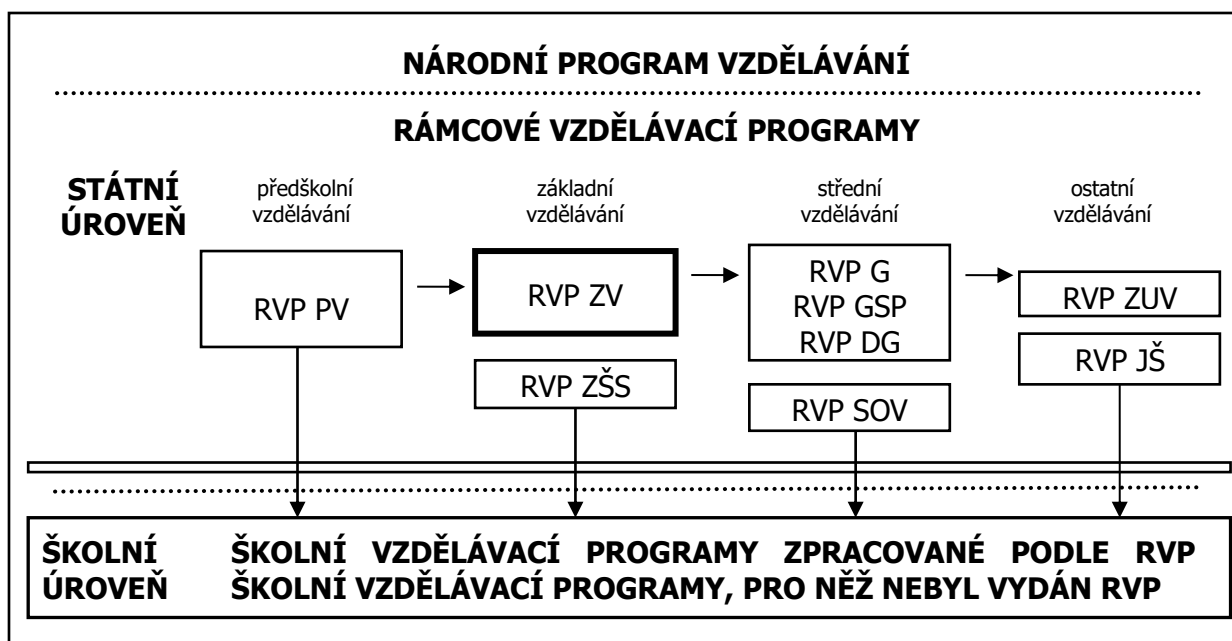 NÁRODNÍ PROGRAM VZDĚLÁVÁNÍ
RÁMCOVÉ VZDĚLÁVACÍ PROGRAMY
STÁTNÍ
ÚROVEŇ
předškolní
vzdělávání
základní
vzdělávání
střední
vzdělávání
ostatní
vzdělávání
RVP PV
RVP ZV
RVP ZŠS
RVP G
RVP GSP
RVP DG
RVP SOV
RVP ZUV
RVP JŠ
ŠKOLNÍ ŠKOLNÍ VZDĚLÁVACÍ PROGRAMY ZPRACOVANÉ PODLE RVP
ÚROVEŇ ŠKOLNÍ VZDĚLÁVACÍ PROGRAMY, PRO NĚŽ NEBYL VYDÁN RVP